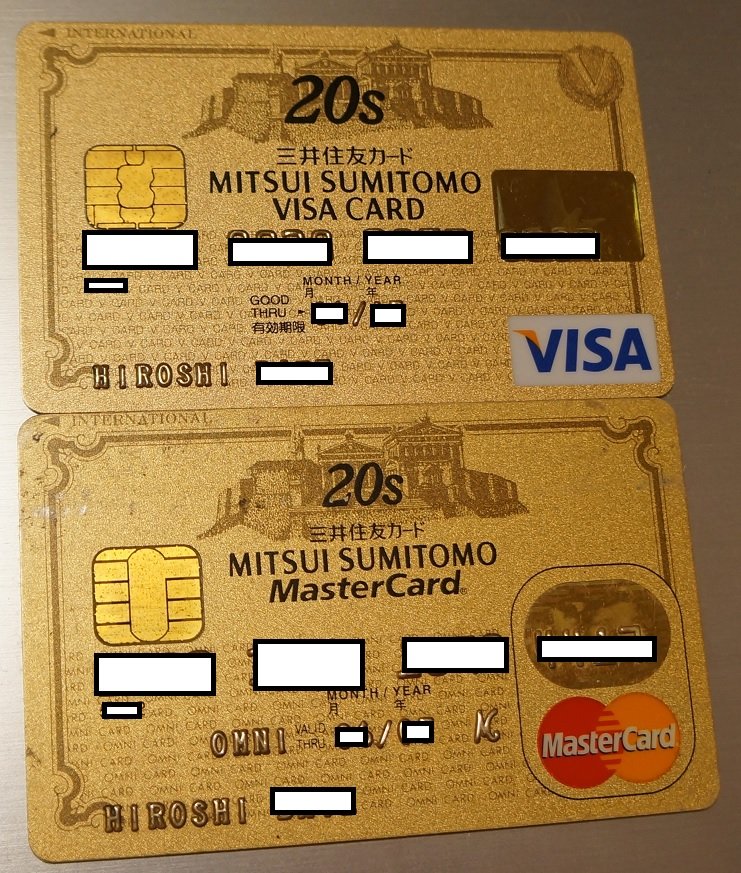 INTERNATIONAL
20s
三井住友カード
MITSUI SUMITOMO
VISA CARD
MONTH / YEAR
月 年
GOOD
THRU
有効期限
/
HIROSHI
VISA
INTERNATIONAL
20s
三井住友カード
MITSUI SUMITOMO
MasterCard
MONTH / YEAR
月 年
OMNI VALID THRU /
HIROSHI
MasterCard